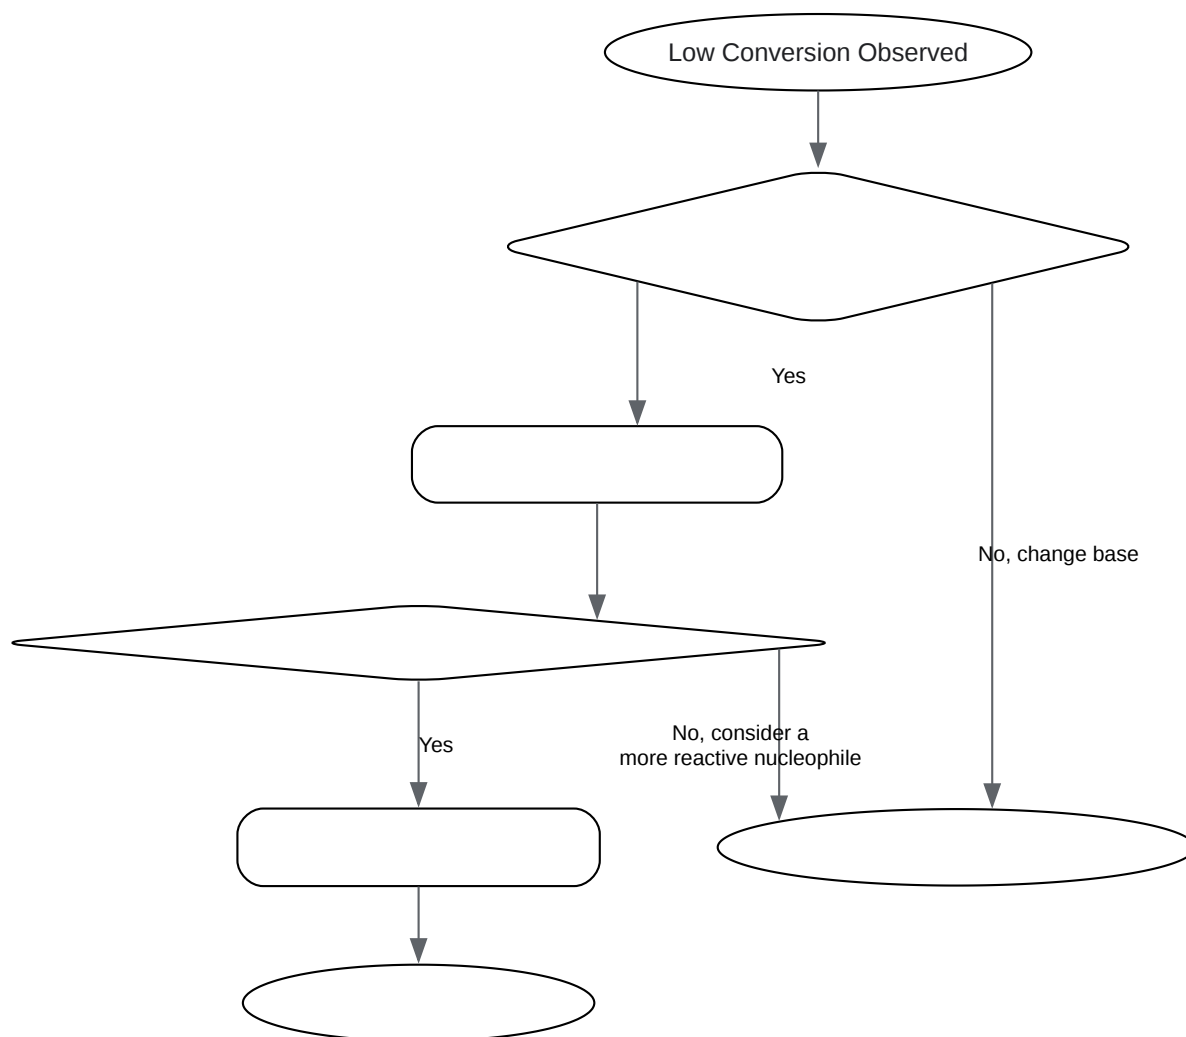 Low Conversion Observed
Yes
No, change base
No, consider a
more reactive nucleophile
Yes